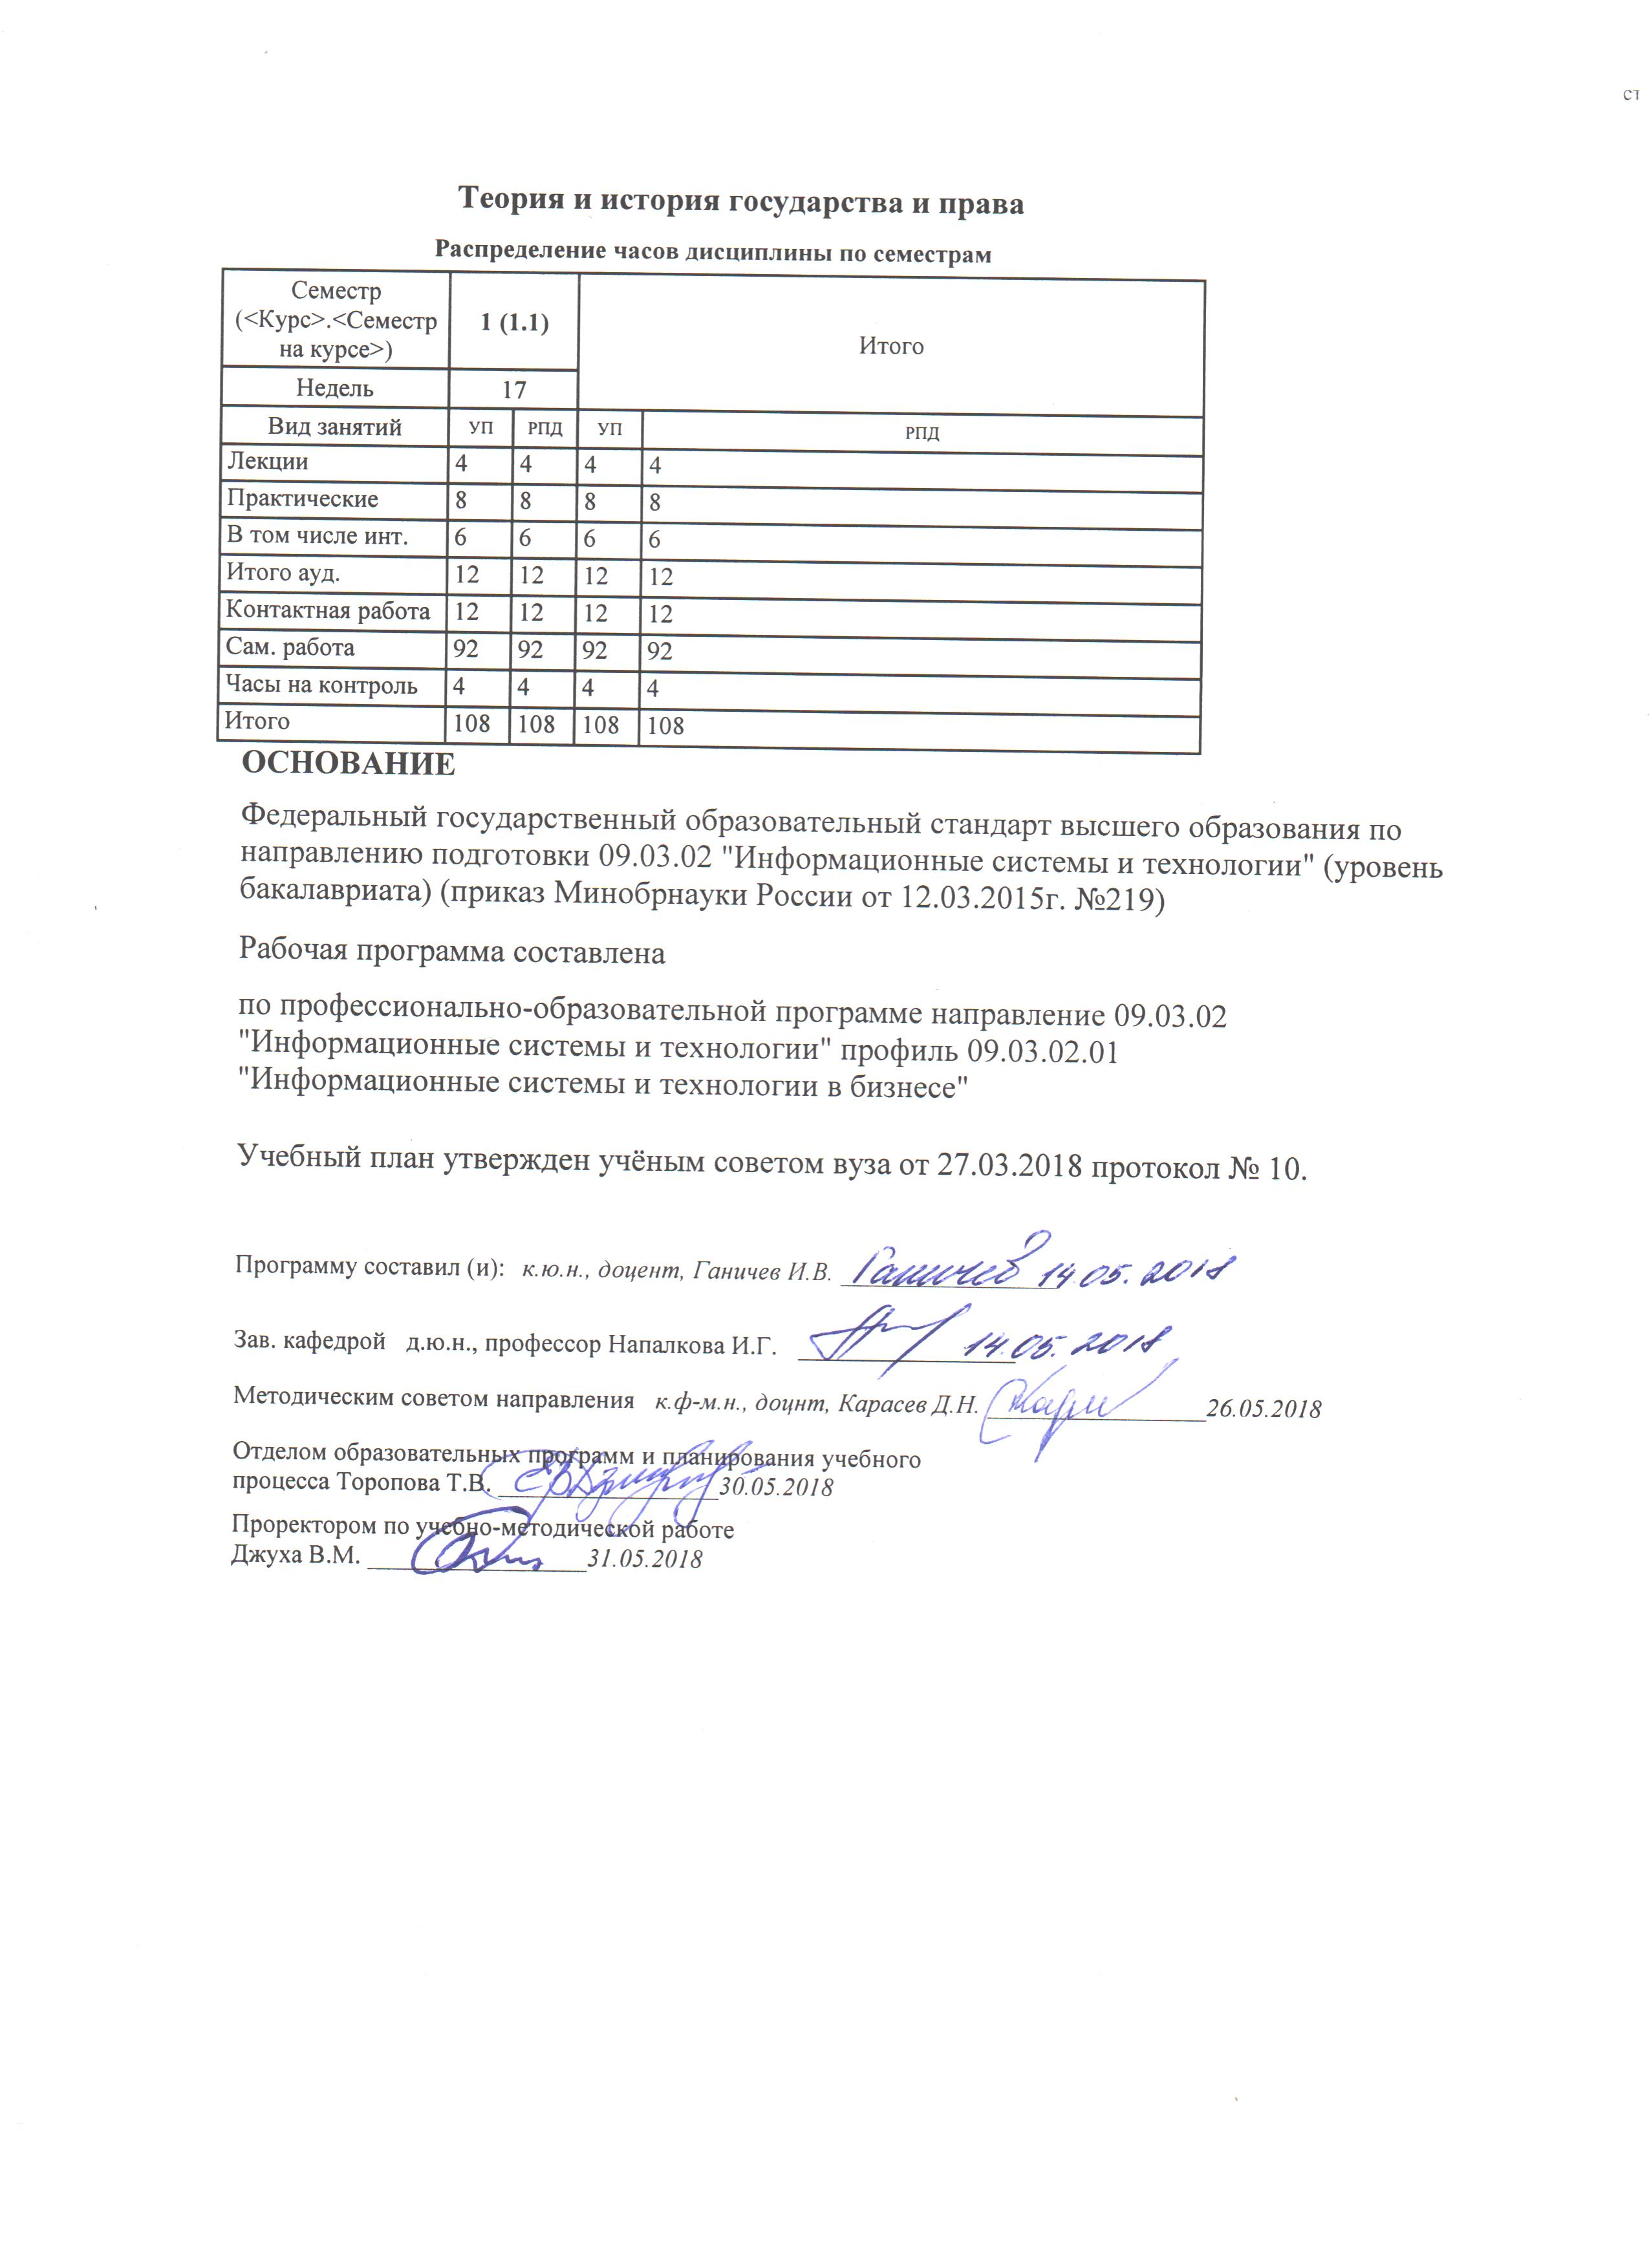 ст
Теория и история государства и права
Распределение часов дисциплины по семестрам
Семестр
(<Курс>.<Семестр
на курсе>)
1 (1.1)
Итого
Недель 17
Вид занятий УП РПД УП РПД
Лекции 4 4 4 4
Практические 8 8 8 8
В том числе инт. 6 6 6 6
Итого ауд. 12 12 12 12
Контактная работа 12 12 12 12
Сам. работа 92 92 92 92
Часы на контроль 4 4 4 4
Итого 108 108 108 108
ОСНОВАНИЕ
Федеральный государственный образовательный стандарт высшего образования по
направлению подготовки 09.03.02 "Информационные системы и технологии" (уровень
бакалавриата) (приказ Минобрнауки России от 12.03.2015г. №219)
Рабочая программа составлена
по профессионально-образовательной программе направление 09.03.02
"Информационные системы и технологии" профиль 09.03.02.01
"Информационные системы и технологии в бизнесе"
Учебный план утвержден учёным советом вуза от 27.03.2018 протокол № 10.
Программу составил (и): к.ю.н., доцент, Ганичев И.В. Ганичев 14.05.2018
Зав. кафедрой д.ю.н., профессор Напалкова И.Г. 14.05.2018
Методическим советом направления к.ф-м.н., доцнт, Карасев Д.Н. 26.05.2018
Отделом образовательных программ и планирования учебного
процесса Торопова Т.В. 30.05.2018
Проректором по учебно-методической работе
Джуха В.М. 31.05.2018